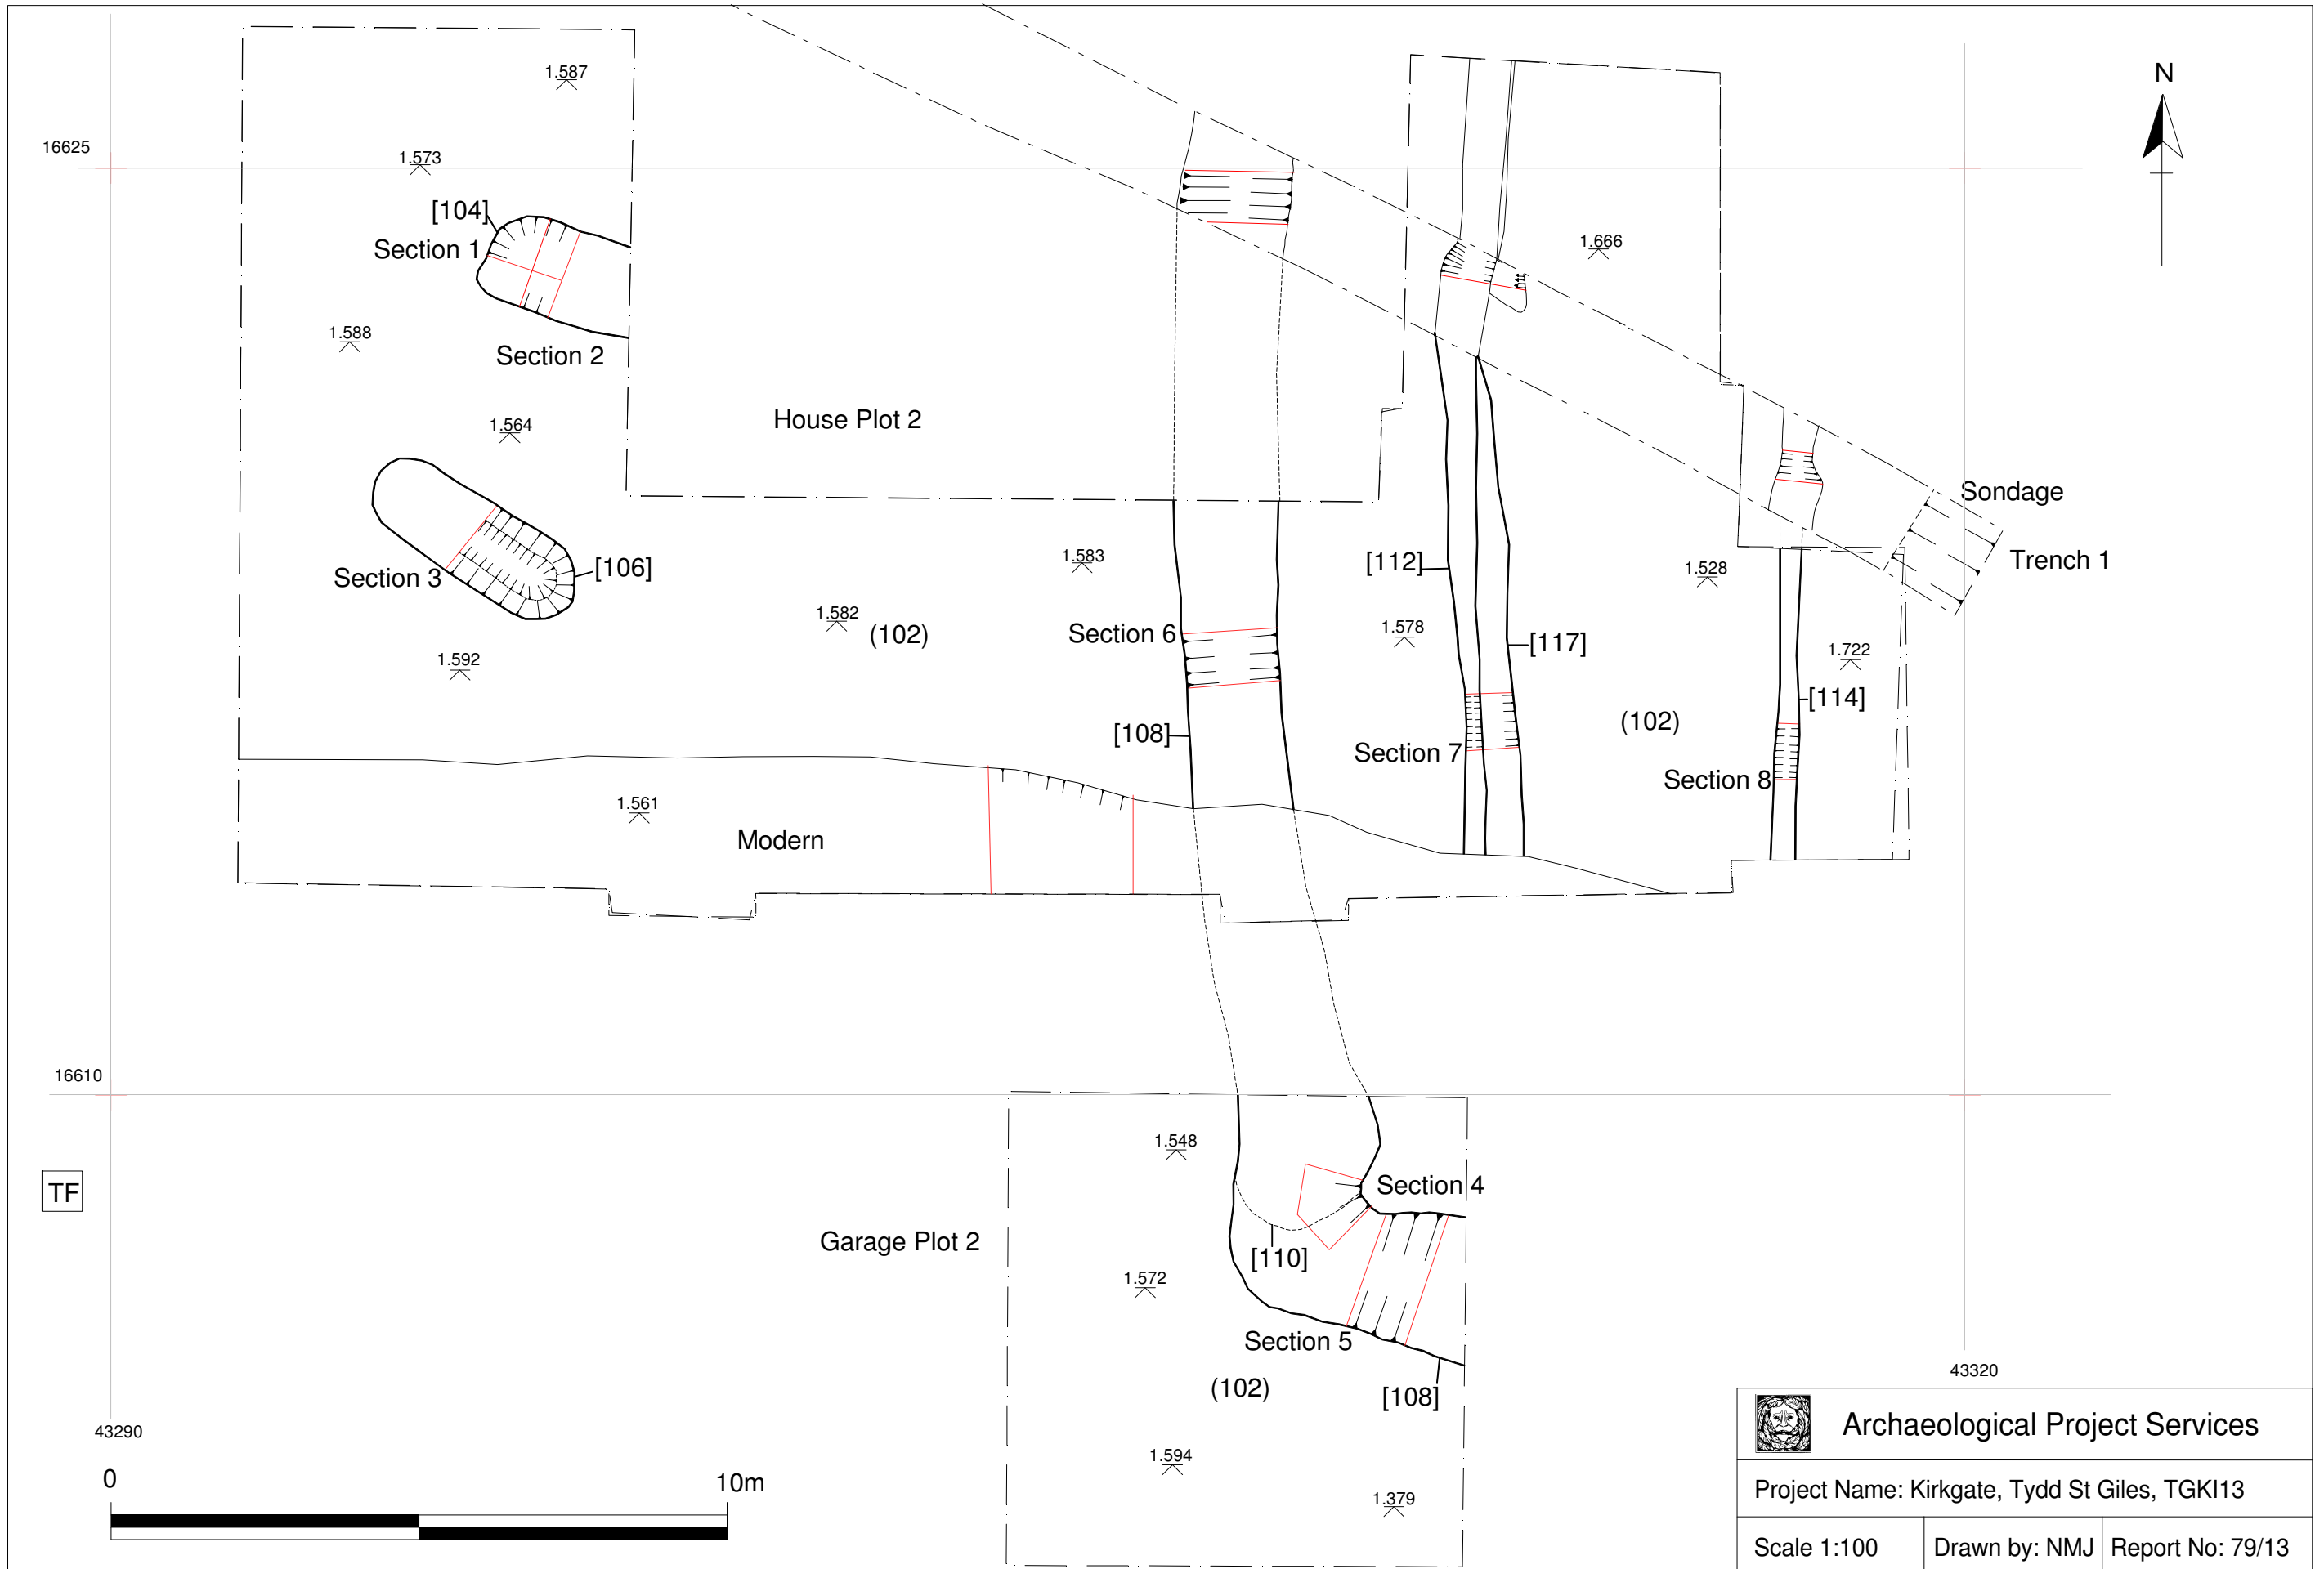 N
1.587
16625
1.573
[104]
Section 1
1.666
1.588
Section 2
House Plot 2
1.564
Sondage
Trench 1
[112]
1.583
1.528
[106]
Section 3
1.582
(102)
Section 6
1.578
[117]
1.592
1.722
[114]
(102)
[108]
Section 7
Section 8
1.561
Modern
16610
1.548
TF
Section 4
Garage Plot 2
[110]
1.572
Section 5
43320
(102)
[108]
43290
1.594
0
10m
1.379
Archaeological Project Services
Project Name: Kirkgate, Tydd St Giles, TGKI13
Scale 1:100
Drawn by: NMJ
Report No: 79/13